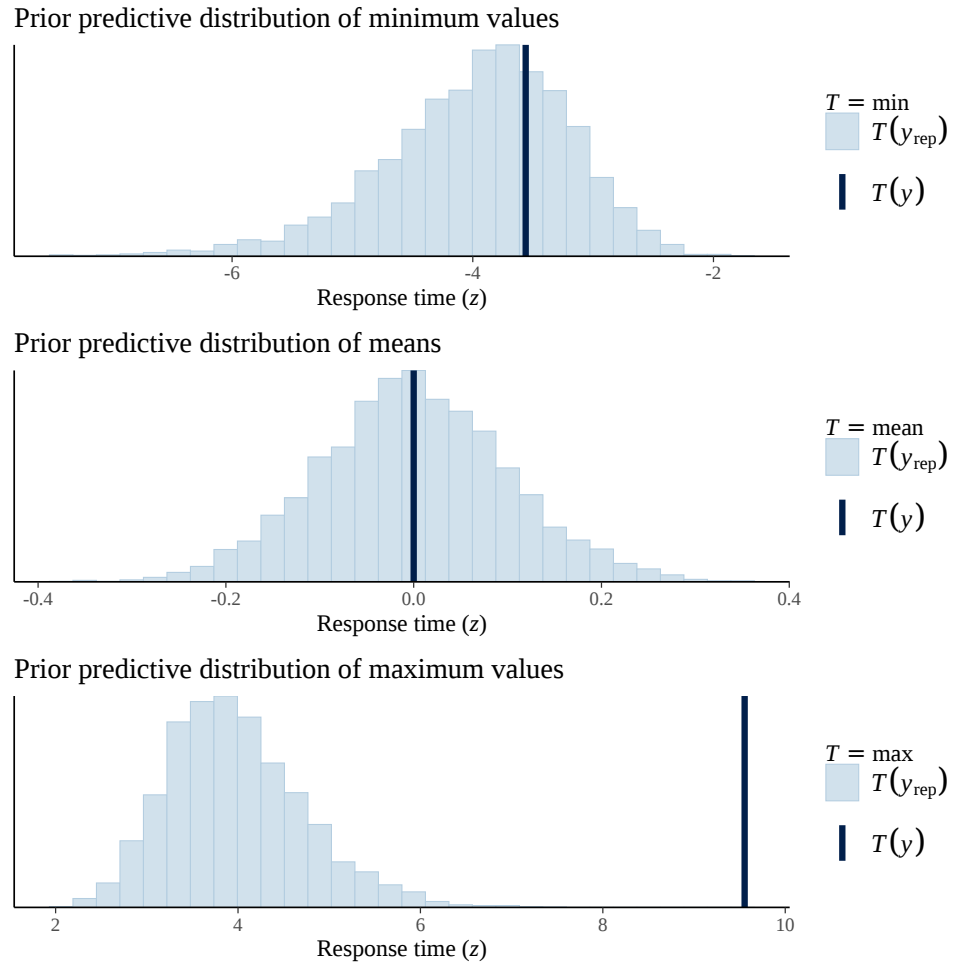 Prior predictive distribution of minimum values
T = min
T(y_rep)
T(y)
-6 -4 -2
Response time (z)
Prior predictive distribution of means
T = mean
T(y_rep)
T(y)
-0.4 -0.2 0.0 0.2 0.4
Response time (z)
Prior predictive distribution of maximum values
T = max
T(y_rep)
T(y)
2 4 6 8 10
Response time (z)